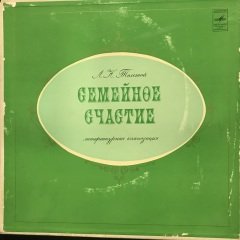 Л. Н. Толстой
СЕМЕЙНОЕ
СЧАСТИЕ
литературная композиция